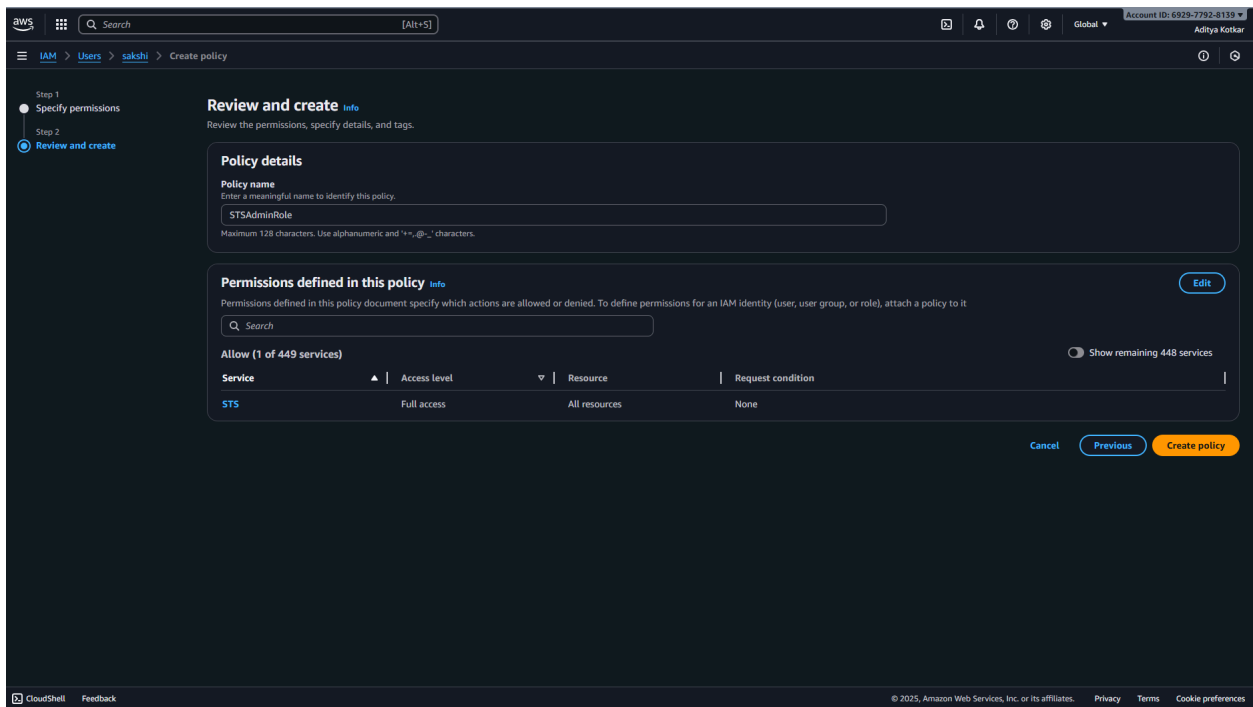 aws
Search [Alt+S]
Global
Account ID: 6929-7792-8139
Aditya Kotkar
IAM > Users > sakshi > Create policy
Step 1
Specify permissions
Step 2
Review and create
Review and create Info
Review the permissions, specify details, and tags.
Policy details
Policy name
Enter a meaningful name to identify this policy.
STSAdminRole
Maximum 128 characters. Use alphanumeric and '+=,.@-_' characters.
Permissions defined in this policy Info
Edit
Permissions defined in this policy document specify which actions are allowed or denied. To define permissions for an IAM identity (user, user group, or role), attach a policy to it
Search
Allow (1 of 449 services)
Show remaining 448 services
Service Access level Resource Request condition
STS Full access All resources None
Cancel Previous Create policy
CloudShell Feedback © 2025, Amazon Web Services, Inc. or its affiliates. Privacy Terms Cookie preferences